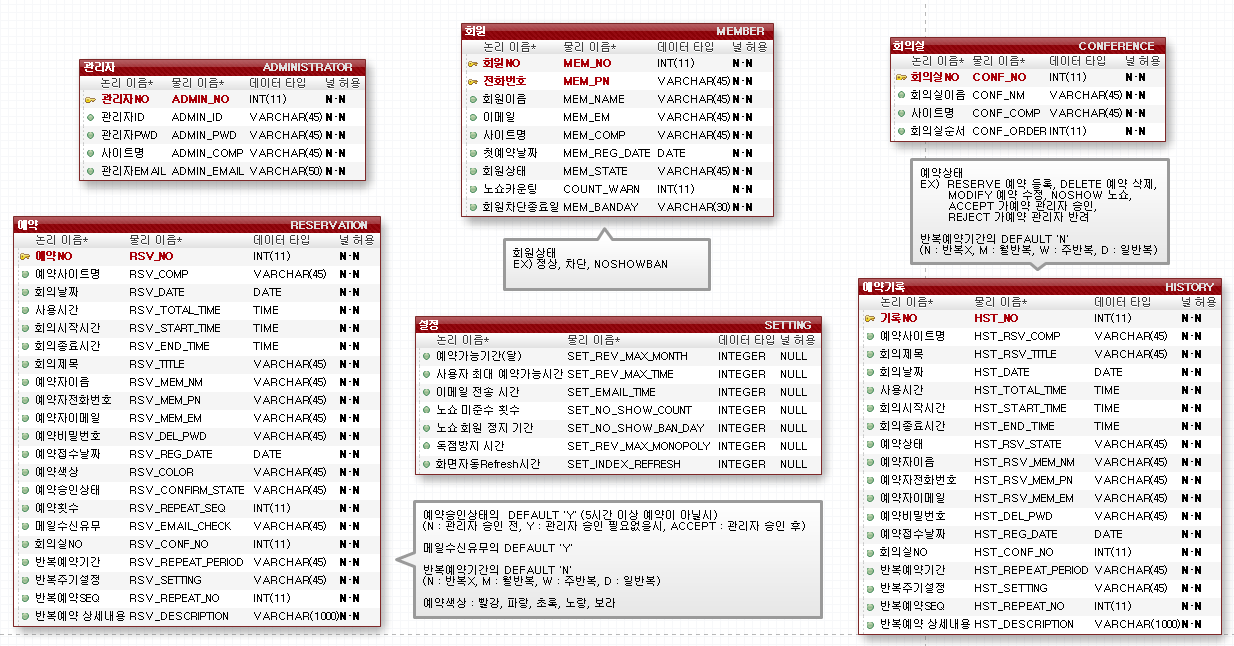 관리자 ADMINISTRATOR
논리 이름* 물리 이름* 데이터 타입 널 허용
관리자NO ADMIN_NO INT(11) N-N
관리자ID ADMIN_ID VARCHAR(45) N-N
관리자PWD ADMIN_PWD VARCHAR(45) N-N
사이트명 ADMIN_COMP VARCHAR(45) N-N
관리자EMAIL ADMIN_EMAIL VARCHAR(50) N-N
회원 MEMBER
논리 이름* 물리 이름* 데이터 타입 널 허용
회원NO MEM_NO INT(11) N-N
전화번호 MEM_PN VARCHAR(45) N-N
회원이름 MEM_NAME VARCHAR(45) N-N
이메일 MEM_EM VARCHAR(45) N-N
사이트명 MEM_COMP VARCHAR(45) N-N
첫예약날짜 MEM_REG_DATE DATE N-N
회원상태 MEM_STATE VARCHAR(45) N-N
노쇼카운팅 COUNT_WARN INT(11) N-N
회원차단종료일 MEM_BANDAY VARCHAR(30) N-N
회원상태
EX) 정상, 차단, NOSHOWBAN
회의실 CONFERENCE
논리 이름* 물리 이름* 데이터 타입 널 허용
회의실NO CONF_NO INT(11) N-N
회의실이름 CONF_NM VARCHAR(45) N-N
사이트명 CONF_COMP VARCHAR(45) N-N
회의실순서 CONF_ORDER INT(11) N-N
예약상태
EX) RESERVE 예약 등록, DELETE 예약 삭제,
MODIFY 예약 수정, NOSHOW 노쇼,
ACCEPT 가예약 관리자 승인,
REJECT 가예약 관리자 반려
반복예약기간의 DEFAULT 'N'
(N : 반복X, M : 월반복, W : 주반복, D : 일반복)
예약 RESERVATION
논리 이름* 물리 이름* 데이터 타입 널 허용
예약NO RSV_NO INT(11) N-N
예약사이트명 RSV_COMP VARCHAR(45) N-N
회의날짜 RSV_DATE DATE N-N
사용시간 RSV_TOTAL_TIME TIME N-N
회의시작시간 RSV_START_TIME TIME N-N
회의종료시간 RSV_END_TIME TIME N-N
회의제목 RSV_TITLE VARCHAR(45) N-N
예약자이름 RSV_MEM_NM VARCHAR(45) N-N
예약자전화번호 RSV_MEM_PN VARCHAR(45) N-N
예약자이메일 RSV_MEM_EM VARCHAR(45) N-N
예약비밀번호 RSV_DEL_PWD VARCHAR(45) N-N
예약접수날짜 RSV_REG_DATE DATE N-N
예약색상 RSV_COLOR VARCHAR(45) N-N
예약승인상태 RSV_CONFIRM_STATE VARCHAR(45) N-N
예약횟수 RSV_REPEAT_SEQ INT(11) N-N
메일수신유무 RSV_EMAIL_CHECK VARCHAR(45) N-N
회의실NO RSV_CONF_NO INT(11) N-N
반복예약기간 RSV_REPEAT_PERIOD VARCHAR(45) N-N
반복주기설정 RSV_SETTING VARCHAR(45) N-N
반복예약SEQ RSV_REPEAT_NO INT(11) N-N
반복예약 상세내용 RSV_DESCRIPTION VARCHAR(1000) N-N
설정 SETTING
논리 이름* 물리 이름* 데이터 타입 널 허용
예약가능기간(달) SET_REV_MAX_MONTH INTEGER NULL
사용자 최대 예약가능시간 SET_REV_MAX_TIME INTEGER NULL
이메일 전송 시간 SET_EMAIL_TIME INTEGER NULL
노쇼 미준수 횟수 SET_NO_SHOW_COUNT INTEGER NULL
노쇼 회원 정지 기간 SET_NO_SHOW_BAN_DAY INTEGER NULL
독점방지 시간 SET_REV_MAX_MONOPOLY INTEGER NULL
화면자동Refresh시간 SET_INDEX_REFRESH INTEGER NULL
예약승인상태의 DEFAULT 'Y' (5시간 이상 예약이 아닐시)
(N : 관리자 승인 전, Y : 관리자 승인 필요없을시, ACCEPT : 관리자 승인 후)
메일수신유무의 DEFAULT 'Y'
반복예약기간의 DEFAULT 'N'
(N : 반복X, M : 월반복, W : 주반복, D : 일반복)
예약색상 : 빨강, 파랑, 초록, 노랑, 보라
예약기록 HISTORY
논리 이름* 물리 이름* 데이터 타입 널 허용
기록NO HST_NO INT(11) N-N
예약사이트명 HST_RSV_COMP VARCHAR(45) N-N
회의제목 HST_RSV_TITLE VARCHAR(45) N-N
회의날짜 HST_DATE DATE N-N
사용시간 HST_TOTAL_TIME TIME N-N
회의시작시간 HST_START_TIME TIME N-N
회의종료시간 HST_END_TIME TIME N-N
예약상태 HST_RSV_STATE VARCHAR(45) N-N
예약자이름 HST_RSV_MEM_NM VARCHAR(45) N-N
예약자전화번호 HST_RSV_MEM_PN VARCHAR(45) N-N
예약자이메일 HST_RSV_MEM_EM VARCHAR(45) N-N
예약비밀번호 HST_DEL_PWD VARCHAR(45) N-N
예약접수날짜 HST_REG_DATE DATE N-N
회의실NO HST_CONF_NO INT(11) N-N
반복예약기간 HST_REPEAT_PERIOD VARCHAR(45) N-N
반복주기설정 HST_SETTING VARCHAR(45) N-N
반복예약SEQ HST_REPEAT_NO INT(11) N-N
반복예약 상세내용 HST_DESCRIPTION VARCHAR(1000) N-N